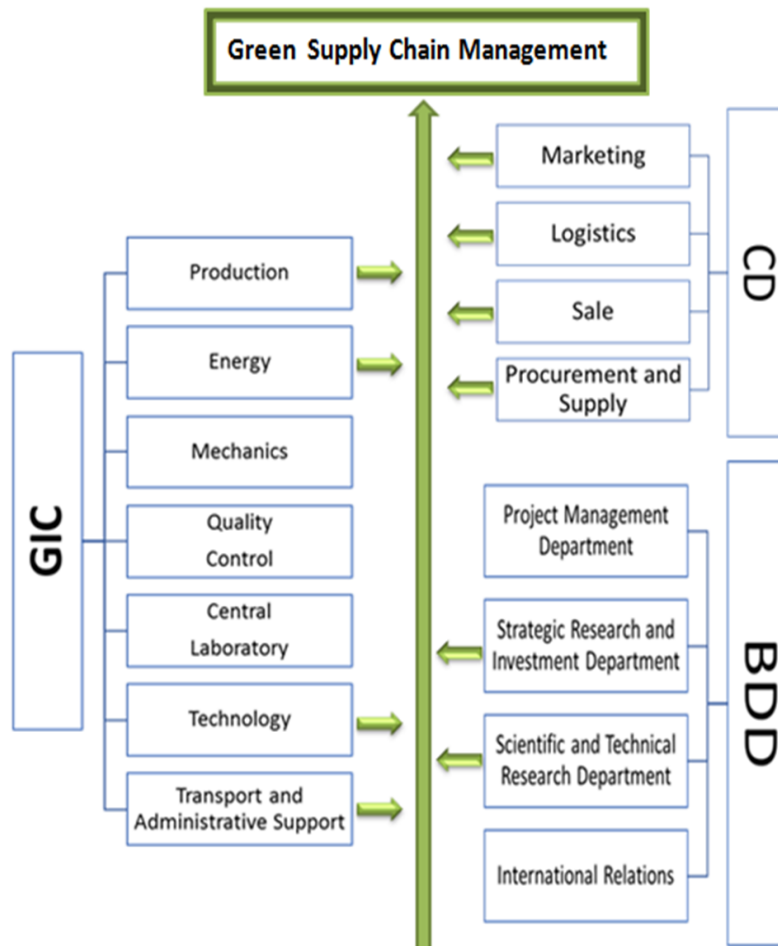 Green Supply Chain Management
GIC
Production
Energy
Mechanics
Quality
Control
Central
Laboratory
Technology
Transport and
Administrative Support
CD
Marketing
Logistics
Sale
Procurement and
Supply
BDD
Project Management
Department
Strategic Research and
Investment Department
Scientific and Technical
Research Department
International Relations